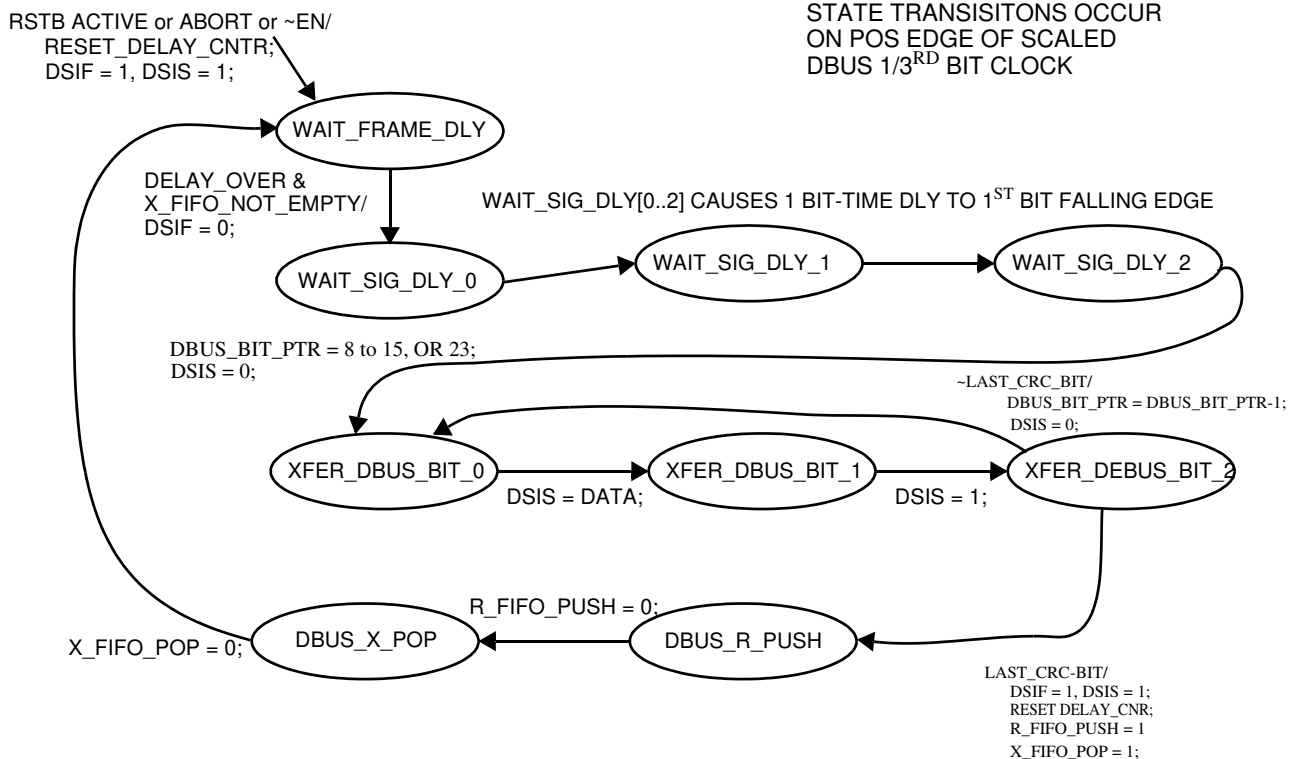 RSTB ACTIVE or ABORT or ~EN/
RESET_DELAY_CNTR;
DSIF = 1, DSIS = 1;
STATE TRANSISITONS OCCUR
ON POS EDGE OF SCALED
DBUS 1/3RD BIT CLOCK
WAIT_FRAME_DLY
DELAY_OVER &
X_FIFO_NOT_EMPTY/
DSIF = 0;
WAIT_SIG_DLY[0..2] CAUSES 1 BIT-TIME DLY TO 1ST BIT FALLING EDGE
WAIT_SIG_DLY_0
WAIT_SIG_DLY_1
WAIT_SIG_DLY_2
DBUS_BIT_PTR = 8 to 15, OR 23;
DSIS = 0;
~LAST_CRC_BIT/
DBUS_BIT_PTR = DBUS_BIT_PTR-1;
DSIS = 0;
XFER_DBUS_BIT_0
DSIS = DATA;
XFER_DBUS_BIT_1
DSIS = 1;
XFER_DEBUS_BIT_2
X_FIFO_POP = 0;
DBUS_X_POP
R_FIFO_PUSH = 0;
DBUS_R_PUSH
LAST_CRC-BIT/
DSIF = 1, DSIS = 1;
RESET DELAY_CNR;
R_FIFO_PUSH = 1
X_FIFO_POP = 1;